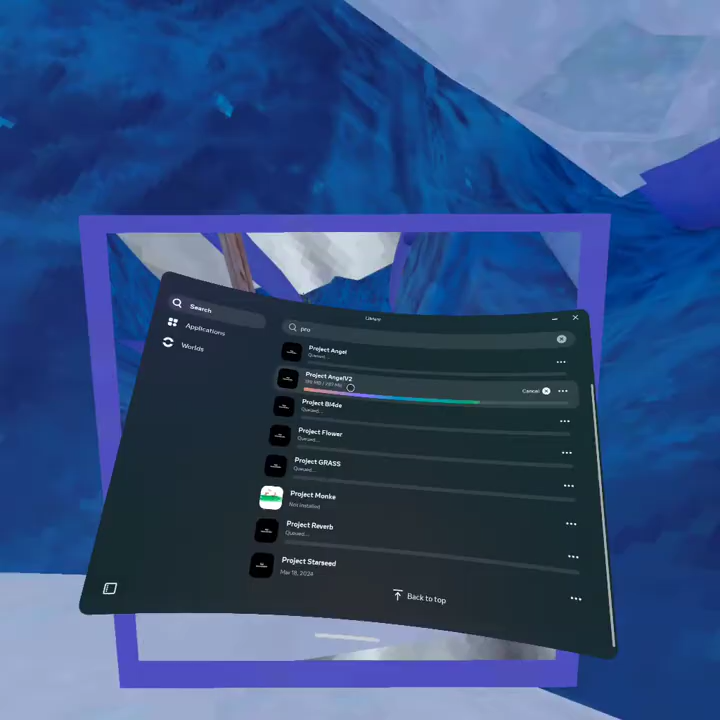 Library
Search
Applications
Worlds
pro
Project Angel
Queued...
Project AngelV2
Cancel
Project Bl4de
Queued...
Project Flower
Queued...
Project GRASS
Queued...
Project Monke
Not installed
Project Reverb
Queued...
Project Starseed
Mar 18, 2024
Back to top